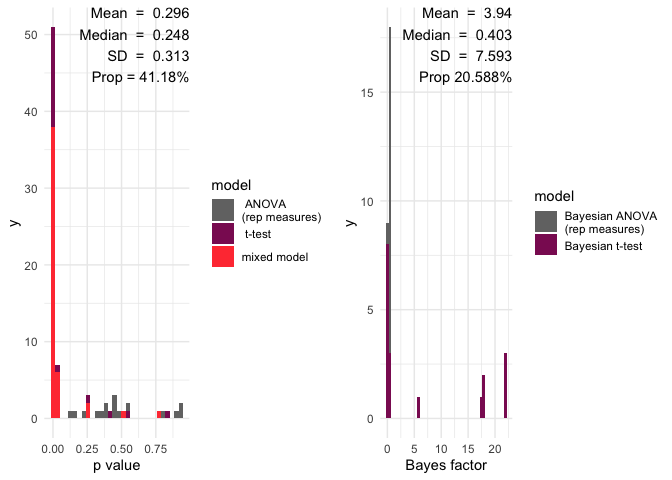 Mean  =  0.296
Median  =  0.248
SD  =  0.313
Prop = 41.18%
50
40
30
20
10
0
y
0.00 0.25 0.50 0.75
p value
model
ANOVA
(rep measures)
t-test
mixed model
Mean  =  3.94
Median  =  0.403
SD  =  7.593
Prop 20.588%
15
10
5
0
y
0 5 10 15 20
Bayes factor
model
Bayesian ANOVA
(rep measures)
Bayesian t-test